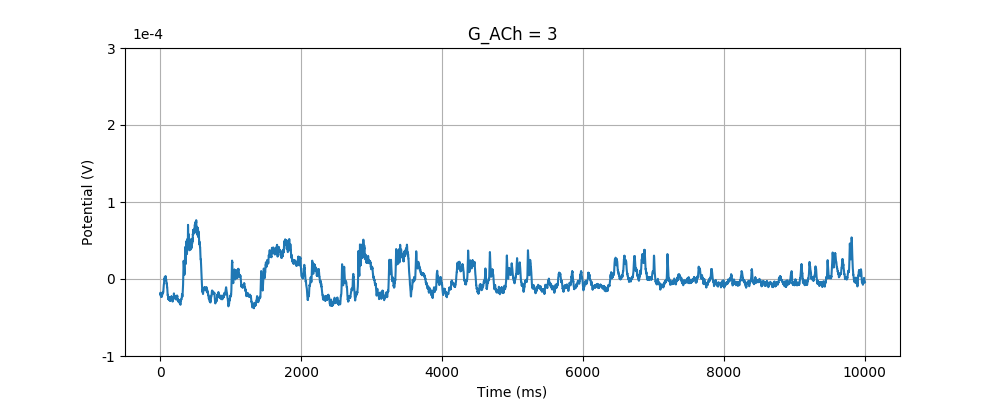 G_ACh = 3
1e-4
3
2
1
0
-1
Potential (V)
0
2000
4000
6000
8000
10000
Time (ms)